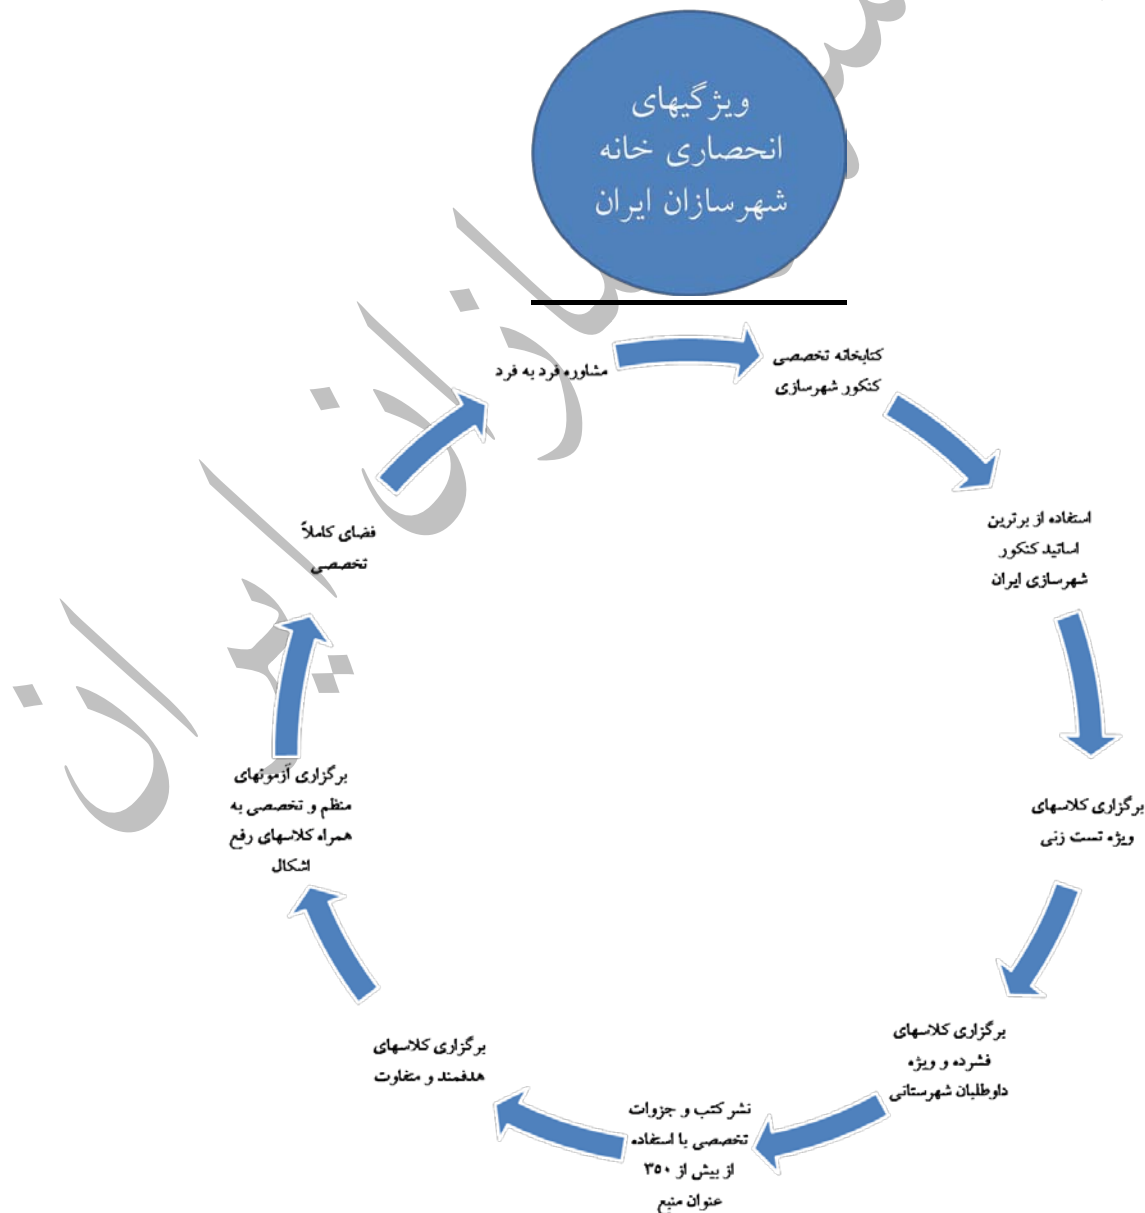 ویژگیهای
انحصاری خانه
شهرسازان ایران
کتابخانه تخصصی
کنکور شهرسازی
استفاده از برترین
اساتید کنکور
شهرسازی ایران
برگزاری کلاسهای
ویژه تست زنی
برگزاری کلاسهای
فشرده و ویژه
داوطلبان شهرستانی
نشر کتب و جزوات
تخصصی با استفاده
از بیش از ۳۵۰
عنوان منبع
برگزاری کلاسهای
هدفمند و متفاوت
برگزاری آزمونهای
منظم و تخصصی به
همراه کلاسهای رفع
اشکال
فضای کاملاً
تخصصی
مشاوره فرد به فرد